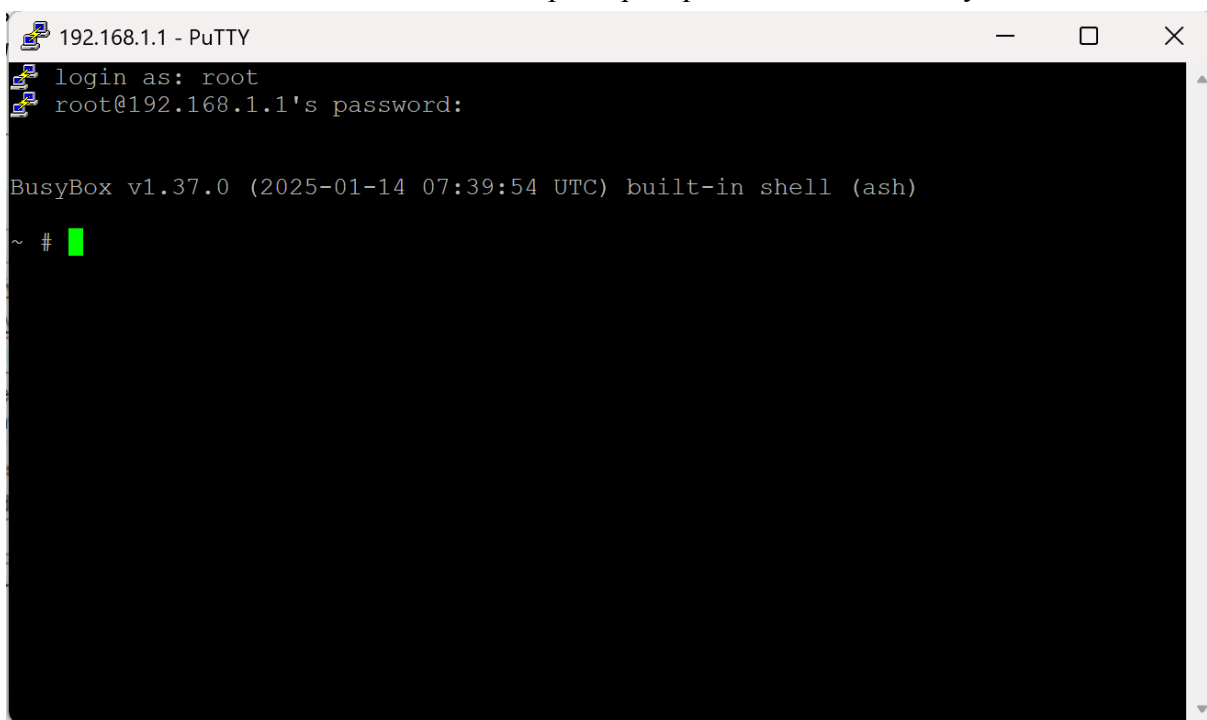 192.168.1.1 - PuTTY
login as: root
root@192.168.1.1's password:
BusyBox v1.37.0 (2025-01-14 07:39:54 UTC) built-in shell (ash)
~ #